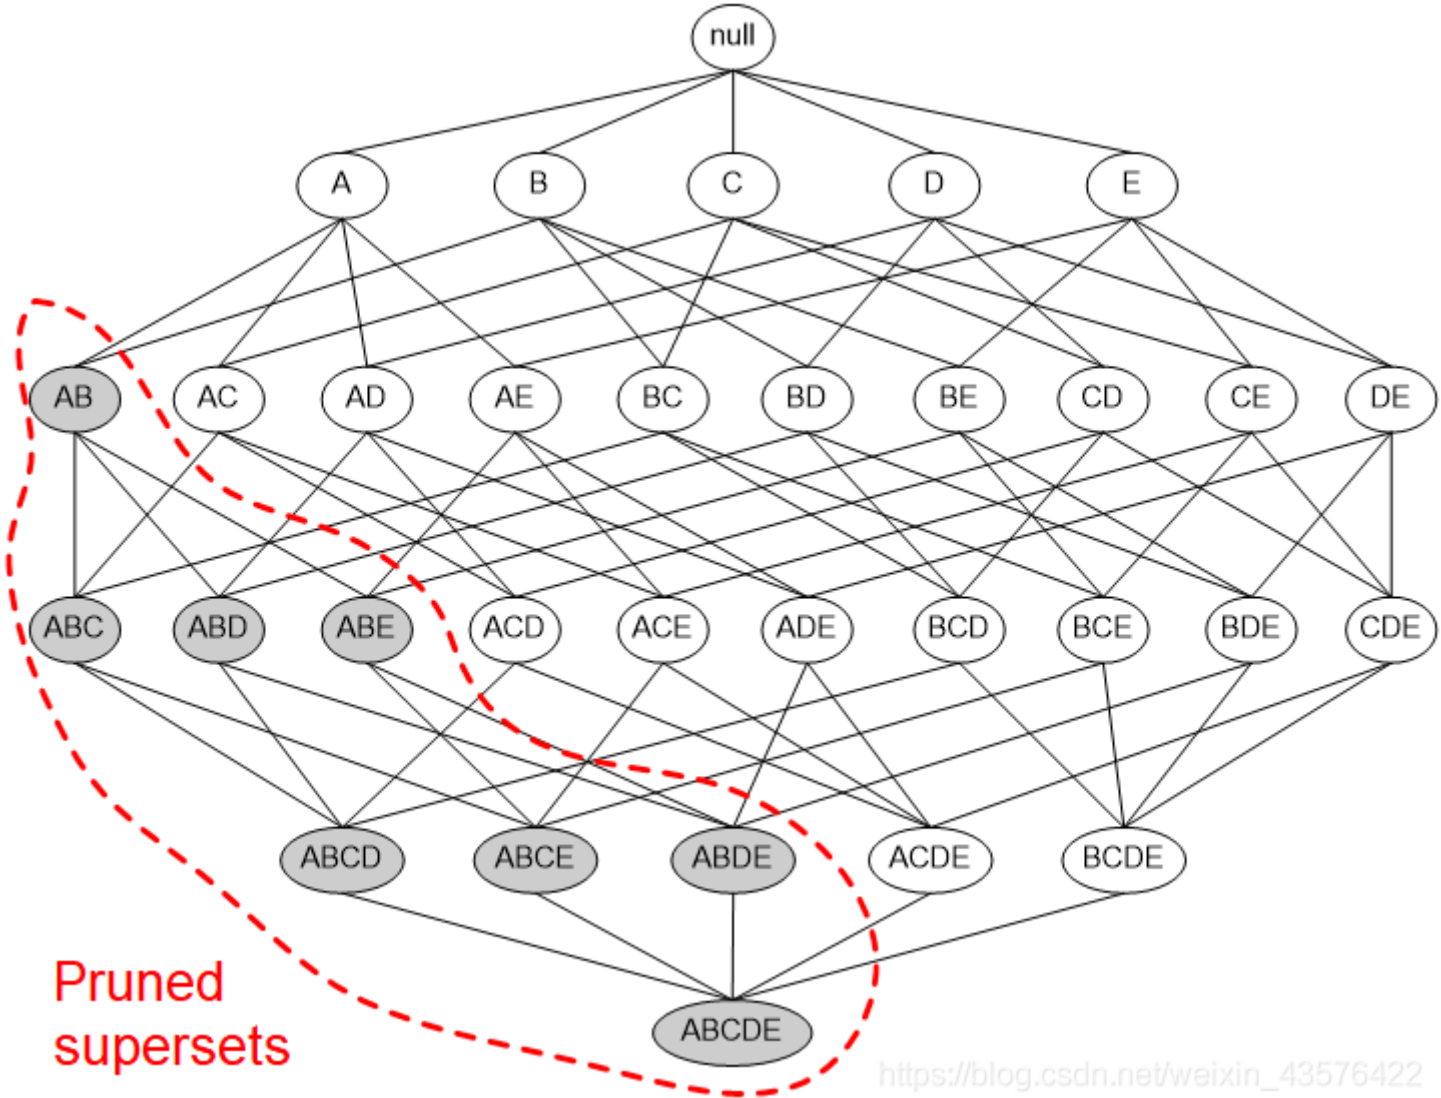 null
A B C D E
AB AC AD AE BC BD BE CD CE DE
ABC ABD ABE ACD ACE ADE BCD BCE BDE CDE
ABCD ABCE ABDE ACDE BCDE
Pruned
supersets
ABCDE
https://blog.csdn.net/weixin_43576422